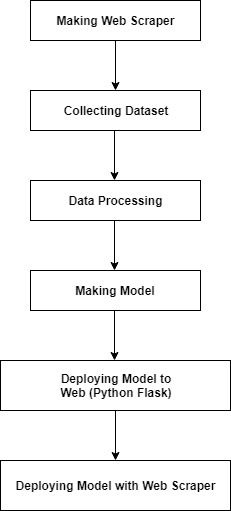 Making Web Scraper
Collecting Dataset
Data Processing
Making Model
Deploying Model to
Web (Python Flask)
Deploying Model with Web Scraper